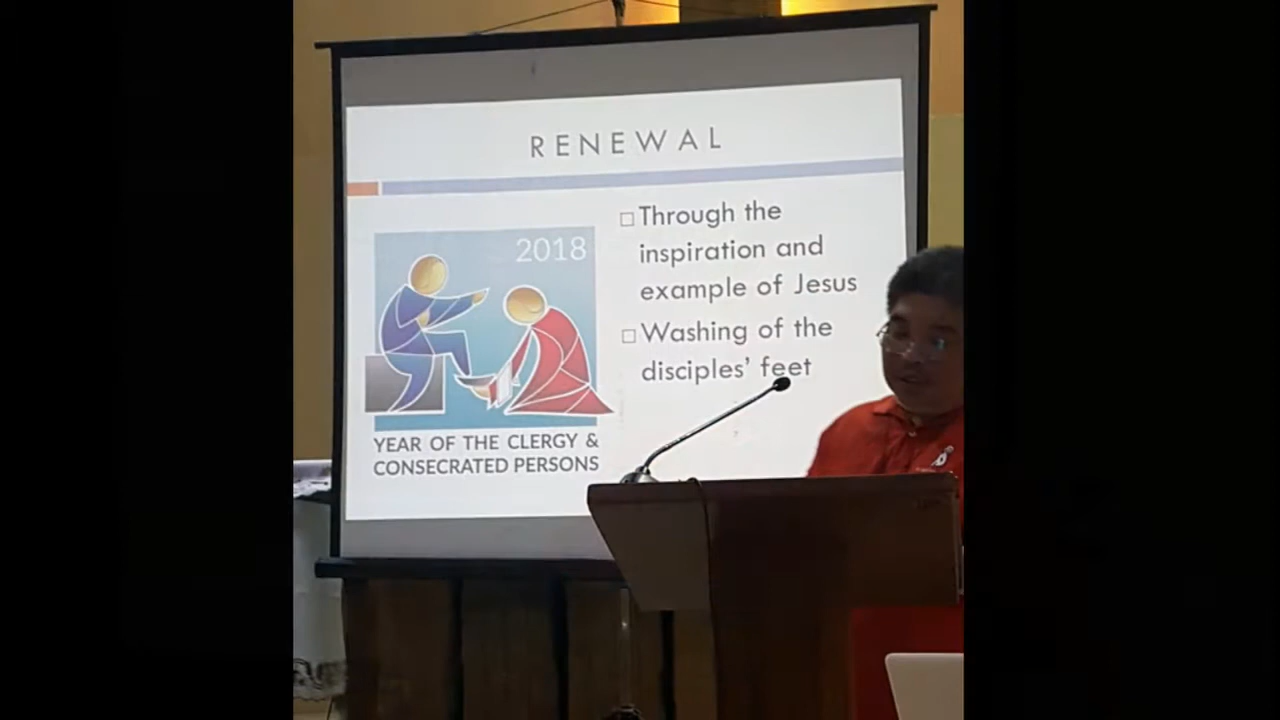 RENEWAL
2018
YEAR OF THE CLERGY &
CONSECRATED PERSONS
□ Through the
inspiration and
example of Jesus
□ Washing of the
disciples’ feet